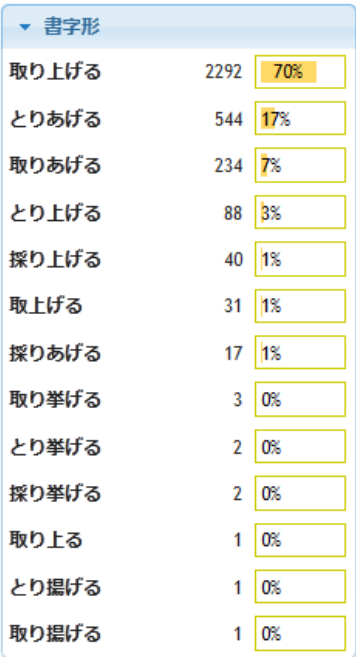 ▼ 書字形
取り上げる 2292 70%
とりあげる 544 17%
取りあげる 234 7%
とり上げる 88 3%
採り上げる 40 1%
取上げる 31 1%
採りあげる 17 1%
取り挙げる 3 0%
とり挙げる 2 0%
採り挙げる 2 0%
取り上る 1 0%
とり揚げる 1 0%
取り揚げる 1 0%